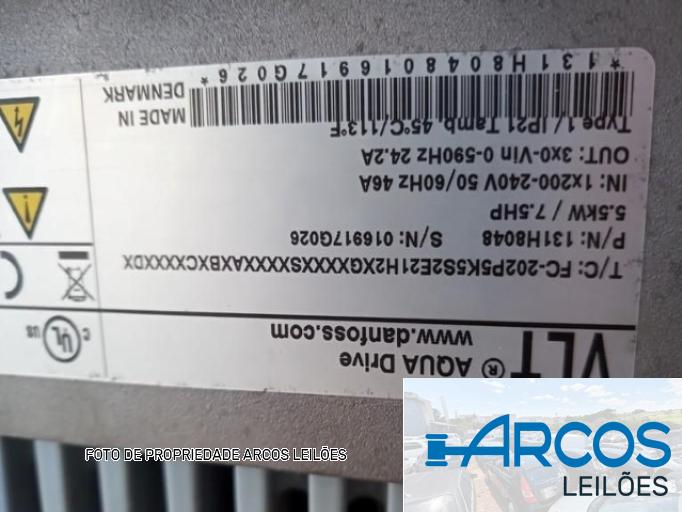 VLT® AQUA Drive
www.danfoss.com
T/C: FC-202P5K5S2E21H2XGXXXXSXXXXAXBXCXXXXDX
P/N: 131H8048 S/N: 016917G026
5.5kW / 7.5HP
IN: 1x200-240V 50/60Hz 46A
OUT: 3x0-Vin 0-590Hz 24.2A
Type 1 / IP21 Tamb. 45°C/113°F
MADE IN
DENMARK
*131H8048016917G026*
C UL US
FOTO DE PROPRIEDADE ARCOS LEILÕES
ARCOS
LEILÕES